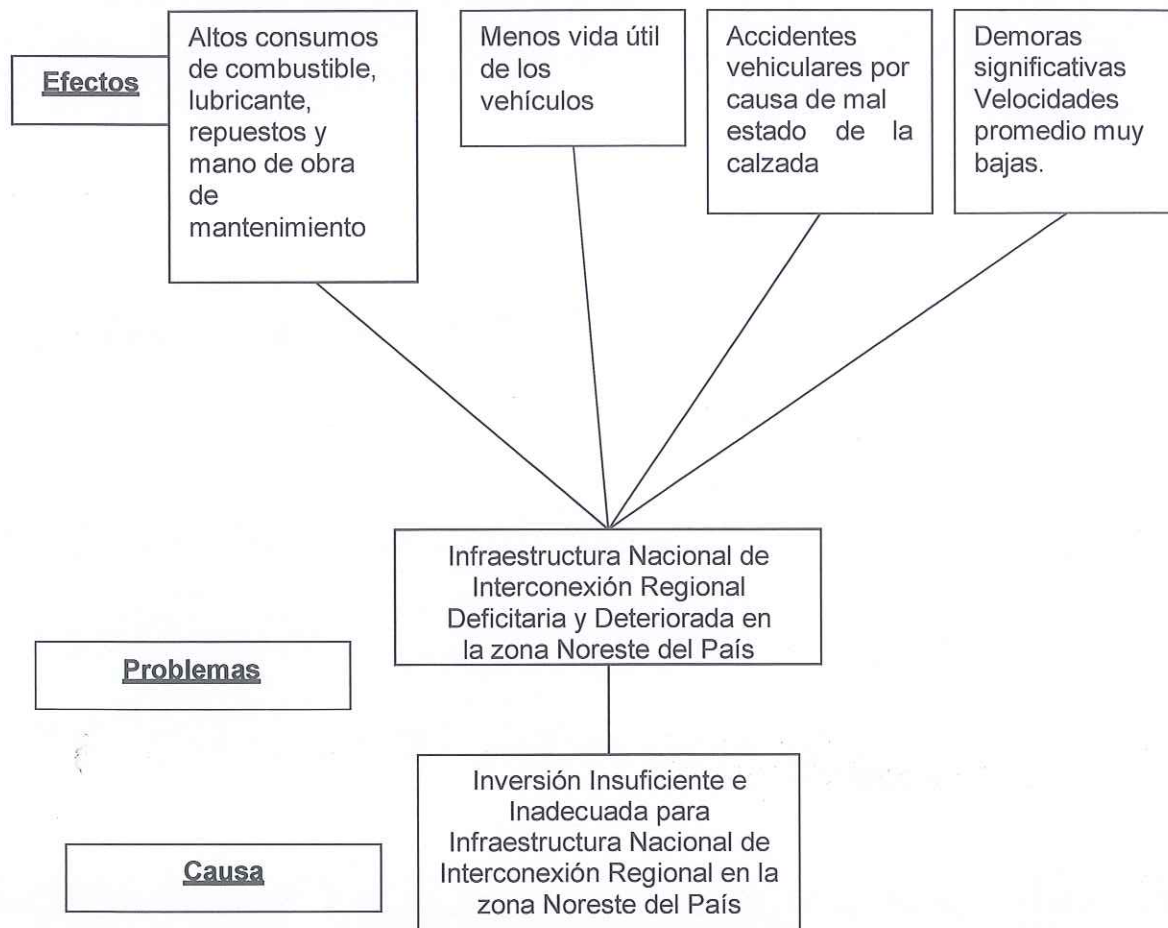 Efectos
Altos consumos
de combustible,
lubricante,
repuestos y
mano de obra
de
mantenimiento
Menos vida útil
de los
vehículos
Accidentes
vehiculares por
causa de mal
estado de la
calzada
Demoras
significativas
Velocidades
promedio muy
bajas.
Infraestructura Nacional de
Interconexión Regional
Deficitaria y Deteriorada en
la zona Noreste del País
Problemas
Inversión Insuficiente e
Inadecuada para
Infraestructura Nacional de
Interconexión Regional en la
zona Noreste del País
Causa